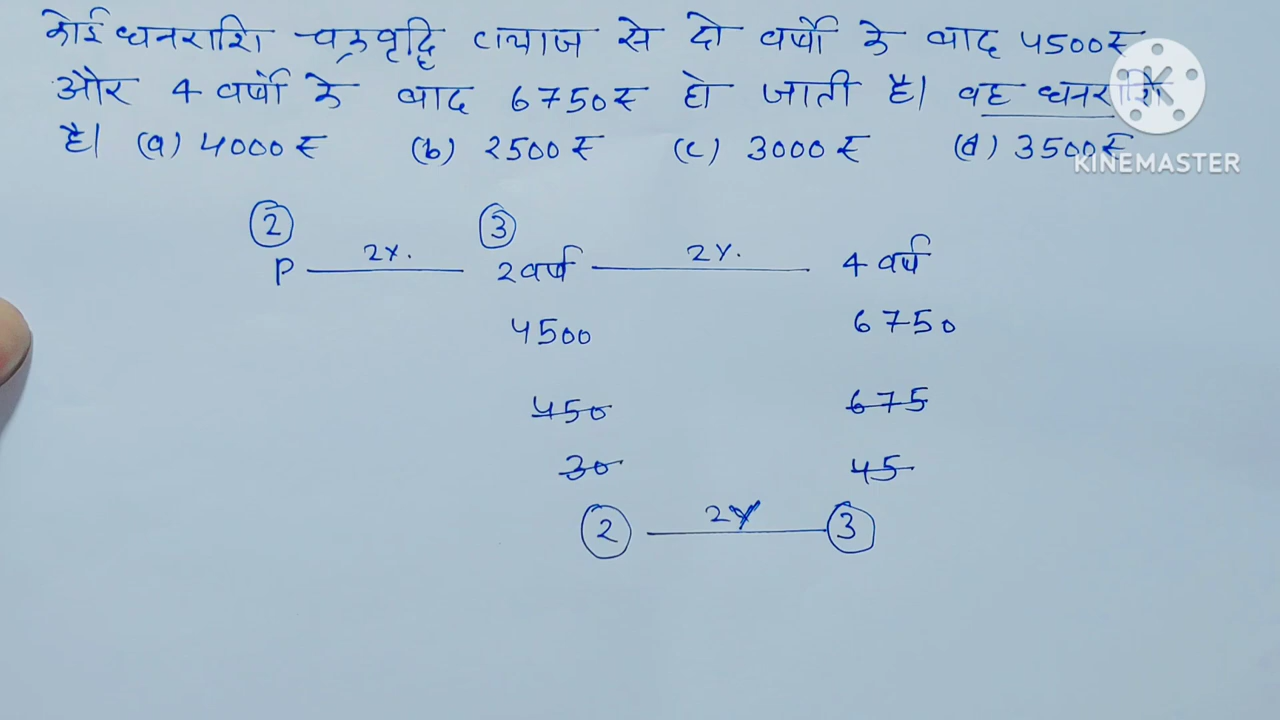 कोई धनराशि चक्रवृद्धि ब्याज से दो वर्षों के बाद 4500₹
और 4 वर्षों के बाद 6750₹ हो जाती है। वह धनराशि
है। (a) 4000₹ (b) 2500₹ (c) 3000₹ (d) 3500₹
KINEMASTER
② ③
P 2Y. 2वर्ष 2Y. 4 वर्ष
4500 6750
450 675
30 45
② 2Y ③